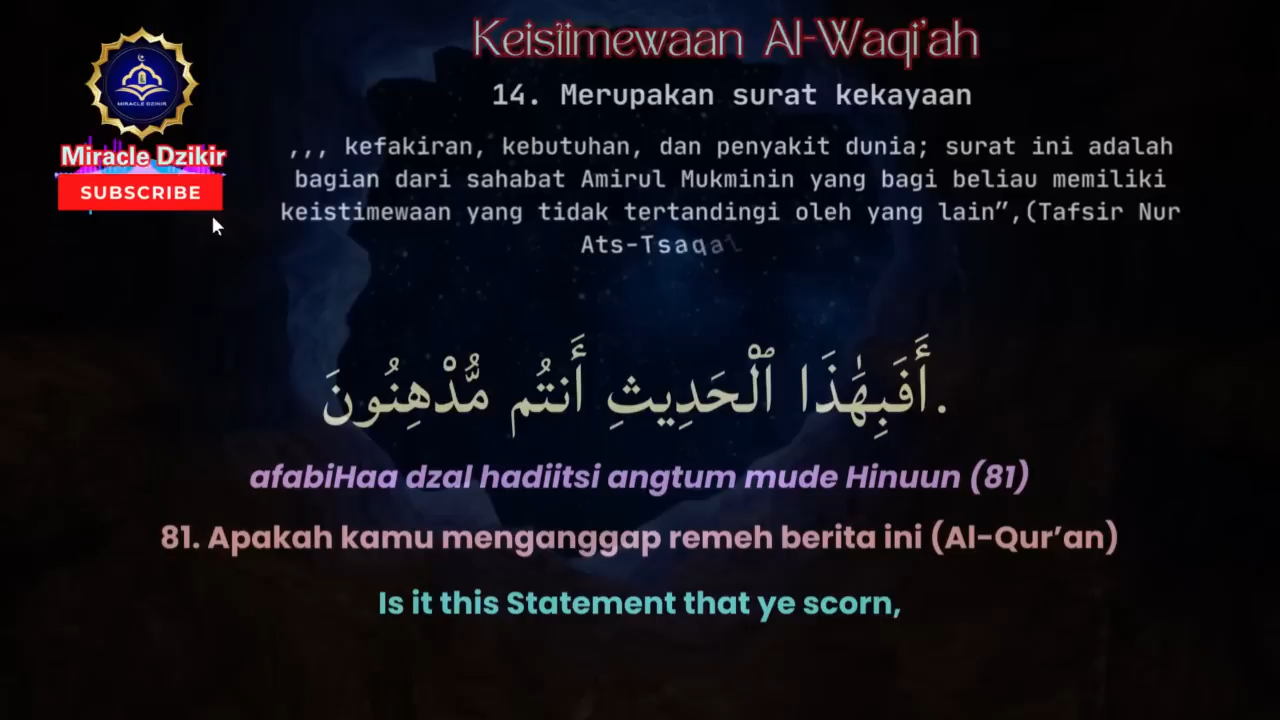 Keistimewaan Al-Waqi'ah
14. Merupakan surat kekayaan
,,, kefakiran, kebutuhan, dan penyakit dunia; surat ini adalah
bagian dari sahabat Amirul Mukminin yang bagi beliau memiliki
keistimewaan yang tidak tertandingi oleh yang lain”,(Tafsir Nur
Ats-Tsaqal
MIRACLE DZIKIR
Miracle Dzikir
SUBSCRIBE
أَفَبِهَٰذَا ٱلْحَدِيثِ أَنتُم مُّدْهِنُونَ.
afabiHaa dzal hadiitsi angtum mude Hinuun (81)
81. Apakah kamu menganggap remeh berita ini (Al-Qur’an)
Is it this Statement that ye scorn,